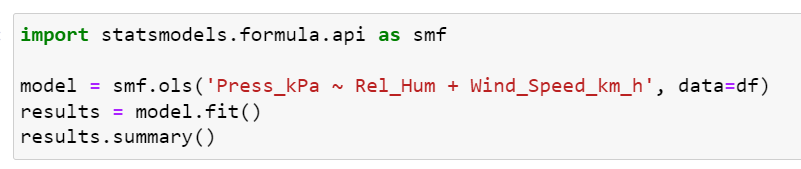 import statsmodels.formula.api as smf
model = smf.ols('Press_kPa ~ Rel_Hum + Wind_Speed_km_h', data=df)
results = model.fit()
results.summary()